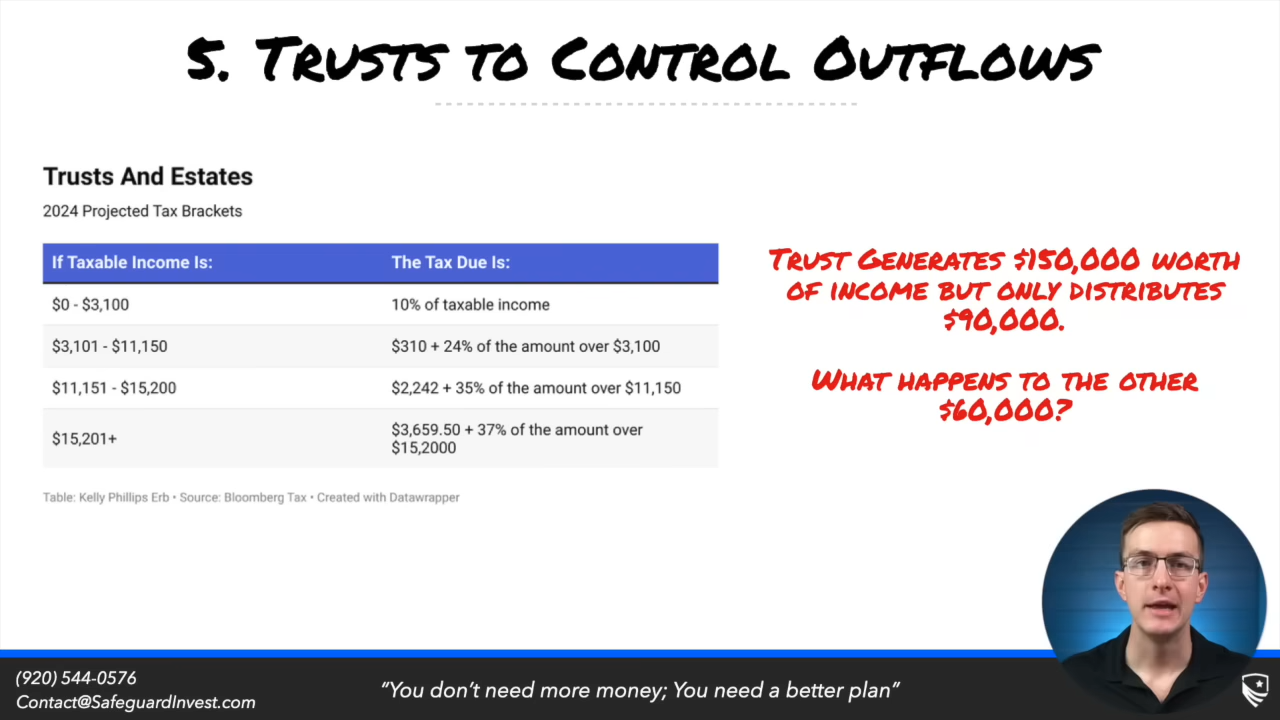 5. Trusts to Control Outflows
Trusts And Estates
2024 Projected Tax Brackets
If Taxable Income Is: The Tax Due Is:
$0 - $3,100 10% of taxable income
$3,101 - $11,150 $310 + 24% of the amount over $3,100
$11,151 - $15,200 $2,242 + 35% of the amount over $11,150
$15,201+ $3,659.50 + 37% of the amount over
$15,2000
Table: Kelly Phillips Erb • Source: Bloomberg Tax • Created with Datawrapper
Trust Generates $150,000 worth
of income but only distributes
$90,000.
What happens to the other
$60,000?
(920) 544-0576
Contact@SafeguardInvest.com
"You don't need more money; You need a better plan"